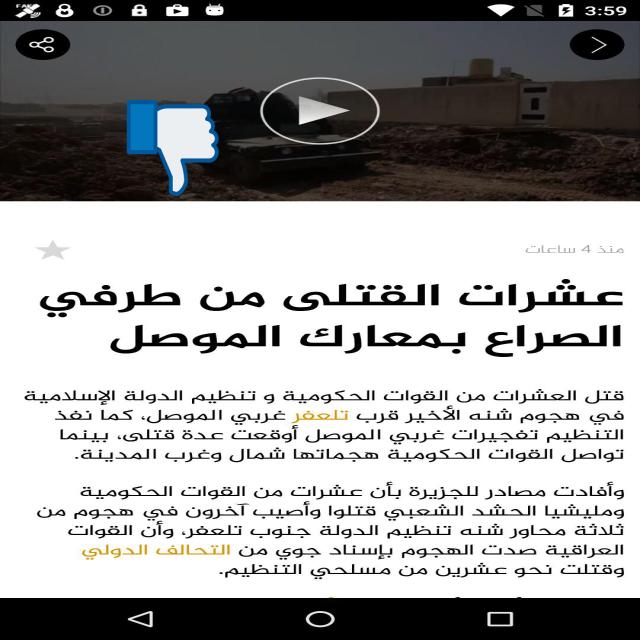 FAKE
3:59
منذ 4 ساعات
عشرات القتلى من طرفي
الصراع بمعارك الموصل
قتل العشرات من القوات الحكومية و تنظيم الدولة الإسلامية
في هجوم شنه الأخير قرب تلعفر غربي الموصل، كما نفذ
التنظيم تفجيرات غربي الموصل أوقعت عدة قتلى، بينما
تواصل القوات الحكومية هجماتها شمال وغرب المدينة.
وأفادت مصادر للجزيرة بأن عشرات من القوات الحكومية
ومليشيا الحشد الشعبي قتلوا وأصيب آخرون في هجوم من
ثلاثة محاور شنه تنظيم الدولة جنوب تلعفر، وأن القوات
العراقية صدت الهجوم بإسناد جوي من التحالف الدولي
وقتلت نحو عشرين من مسلحي التنظيم.